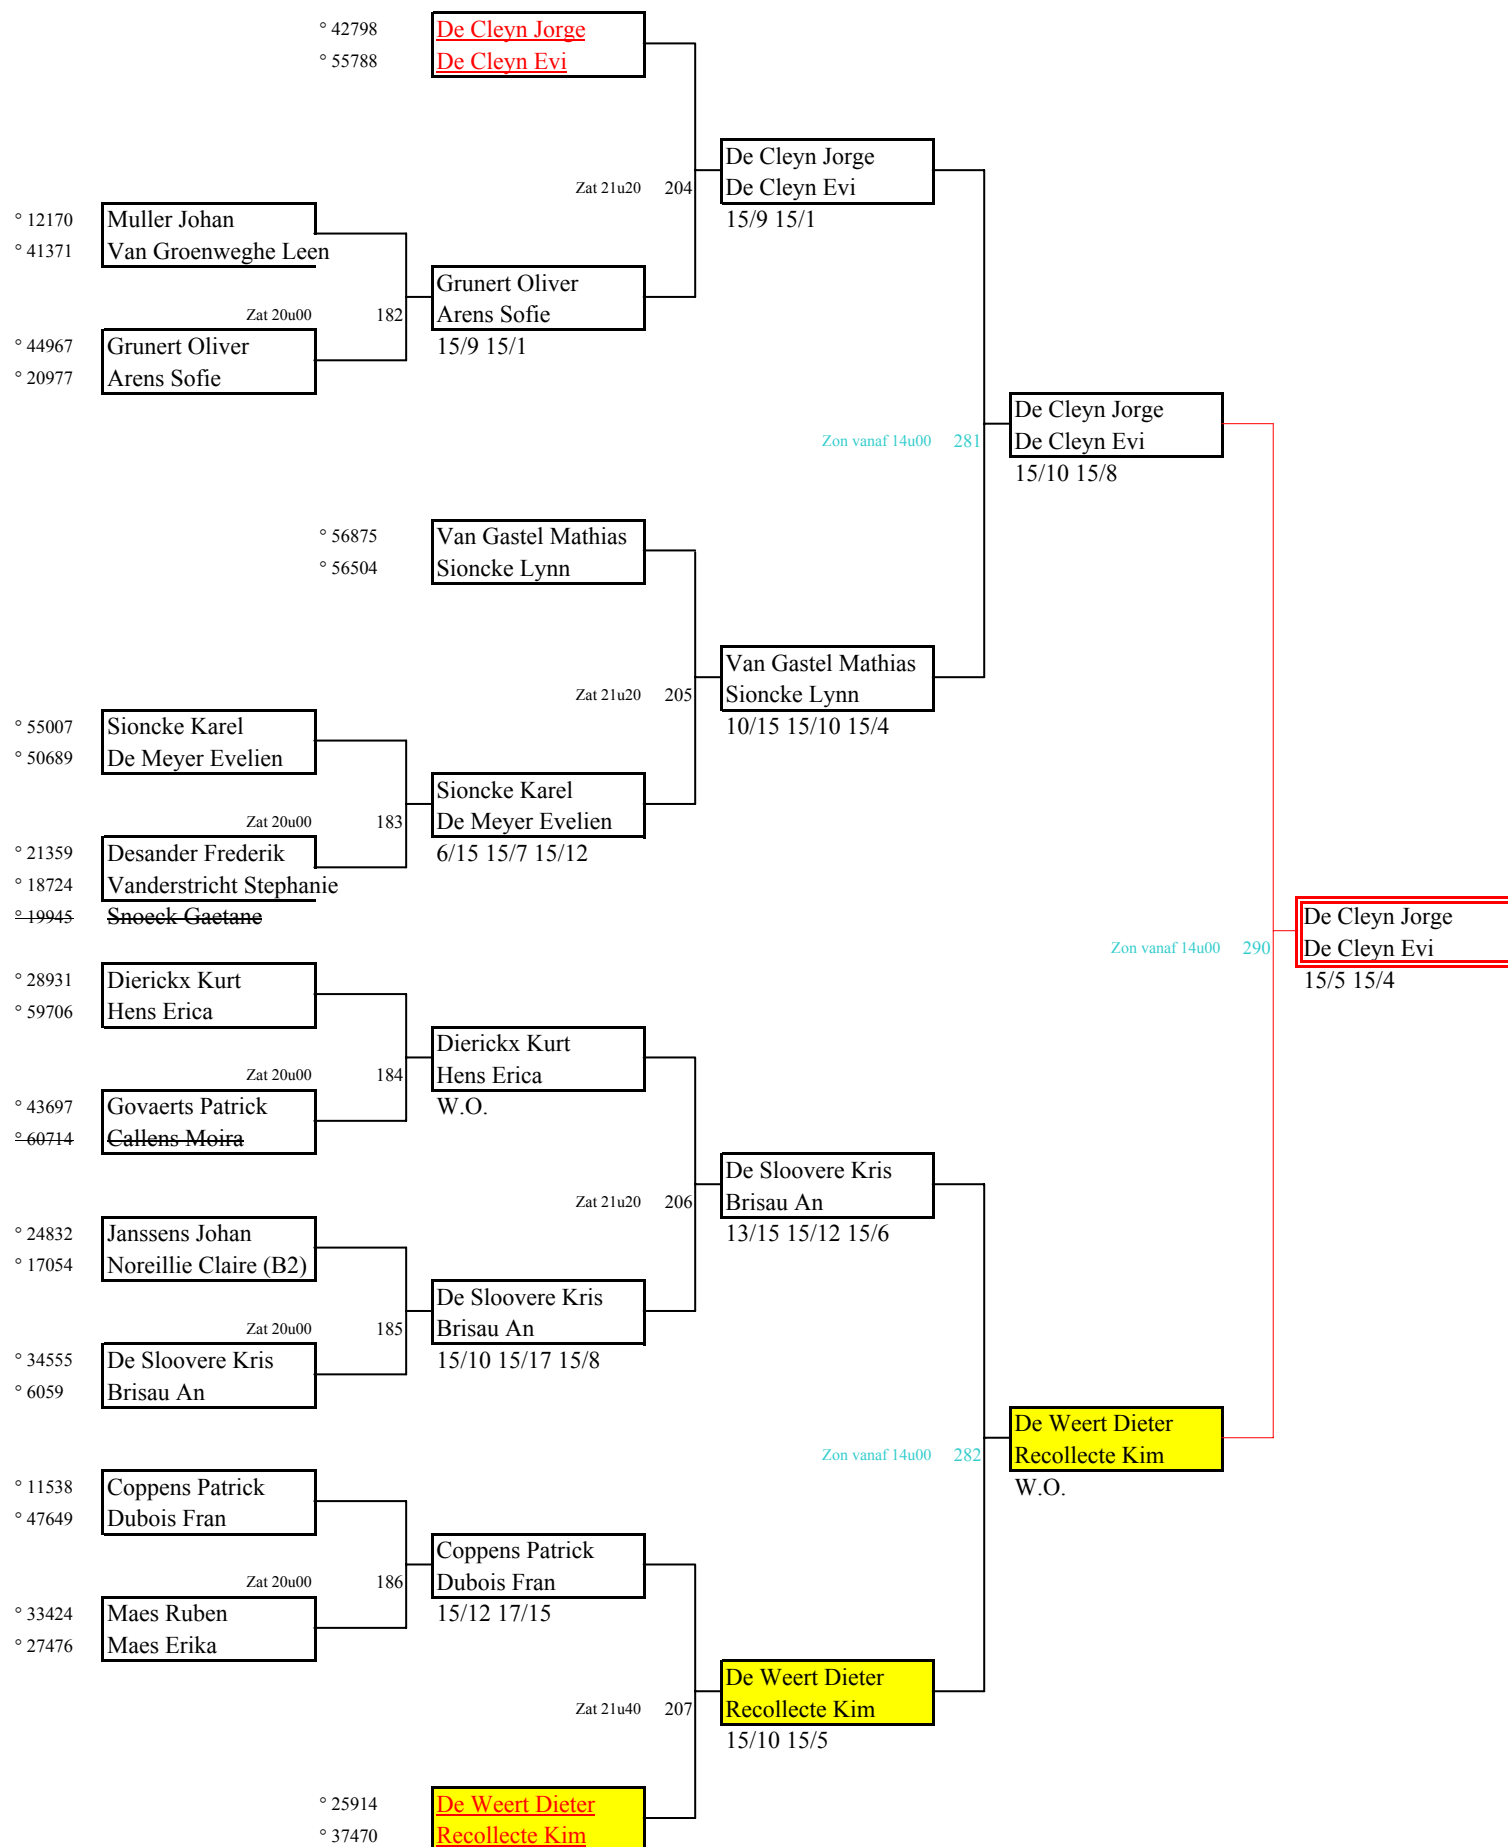 ° 42798 De Cleyn Jorge
° 55788 De Cleyn Evi
De Cleyn Jorge
Zat 21u20 204 De Cleyn Evi
15/9 15/1
° 12170 Muller Johan
° 41371 Van Groenweghe Leen
Grunert Oliver
Zat 20u00 182 Arens Sofie
15/9 15/1
° 44967 Grunert Oliver
° 20977 Arens Sofie
De Cleyn Jorge
Zon vanaf 14u00 281 De Cleyn Evi
15/10 15/8
° 56875 Van Gastel Mathias
° 56504 Sioncke Lynn
Van Gastel Mathias
Zat 21u20 205 Sioncke Lynn
10/15 15/10 15/4
° 55007 Sioncke Karel
° 50689 De Meyer Evelien
Sioncke Karel
Zat 20u00 183 De Meyer Evelien
6/15 15/7 15/12
° 21359 Desander Frederik
° 18724 Vanderstricht Stephanie
° 19945 Snoeck Gaetane
De Cleyn Jorge
Zon vanaf 14u00 290 De Cleyn Evi
15/5 15/4
° 28931 Dierickx Kurt
° 59706 Hens Erica
Dierickx Kurt
Zat 20u00 184 Hens Erica
W.O.
° 43697 Govaerts Patrick
° 60714 Callens Moira
De Sloovere Kris
Zat 21u20 206 Brisau An
13/15 15/12 15/6
° 24832 Janssens Johan
° 17054 Noreillie Claire (B2)
De Sloovere Kris
Zat 20u00 185 Brisau An
15/10 15/17 15/8
° 34555 De Sloovere Kris
° 6059 Brisau An
De Weert Dieter
Zon vanaf 14u00 282 Recollecte Kim
W.O.
° 11538 Coppens Patrick
° 47649 Dubois Fran
Coppens Patrick
Zat 20u00 186 Dubois Fran
15/12 17/15
° 33424 Maes Ruben
° 27476 Maes Erika
De Weert Dieter
Zat 21u40 207 Recollecte Kim
15/10 15/5
° 25914 De Weert Dieter
° 37470 Recollecte Kim